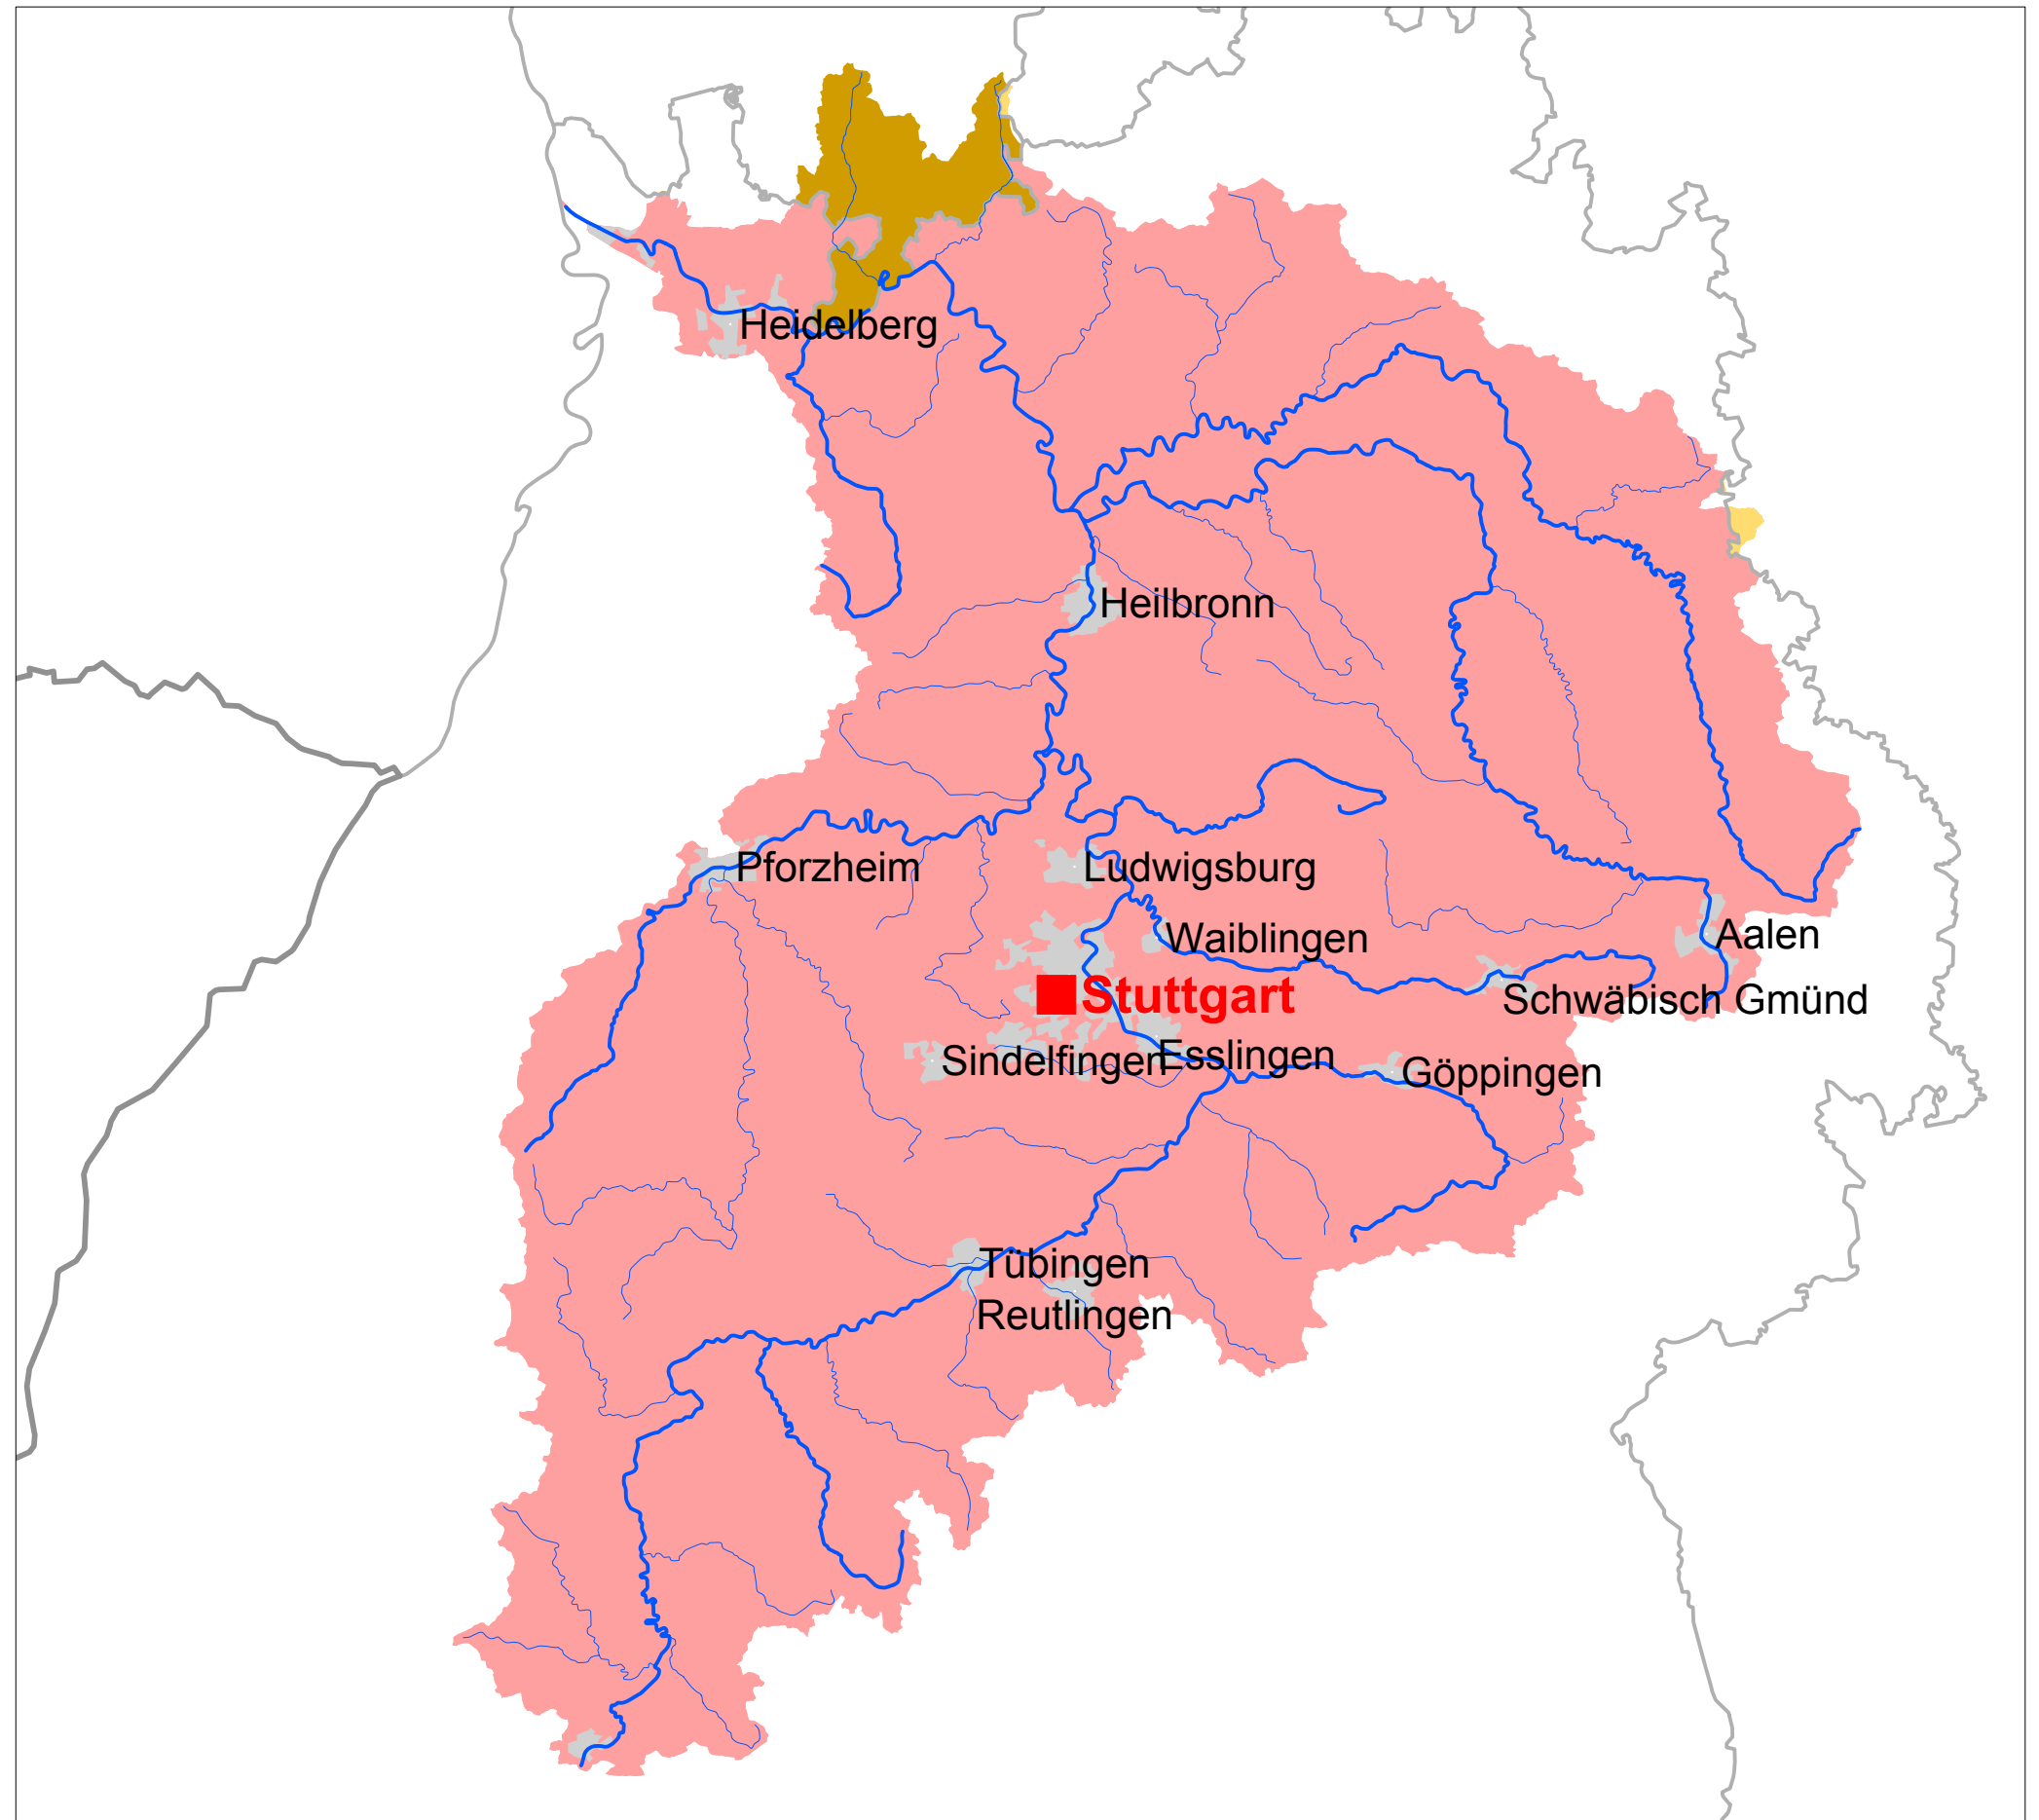 Heidelberg
Heilbronn
Pforzheim
Ludwigsburg
Waiblingen
Aalen
Stuttgart
Schwäbisch Gmünd
Sindelfingen
Esslingen
Göppingen
Tübingen
Reutlingen